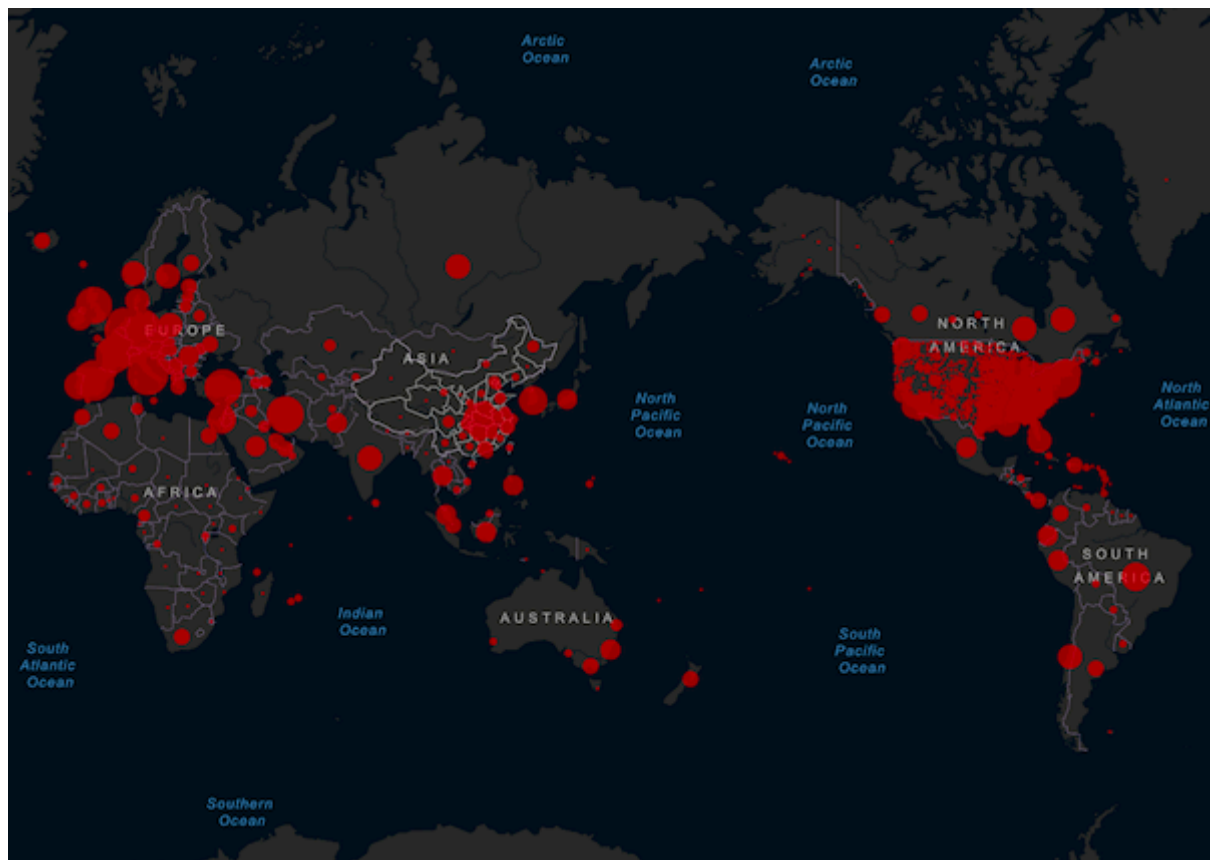 Arctic
Ocean
Arctic
Ocean
NORTH
AMERICA
EUROPE
ASIA
North
Pacific
Ocean
North
Pacific
Ocean
North
Atlantic
Ocean
AFRICA
SOUTH
AMERICA
AUSTRALIA
Indian
Ocean
South
Atlantic
Ocean
South
Pacific
Ocean
Southern
Ocean